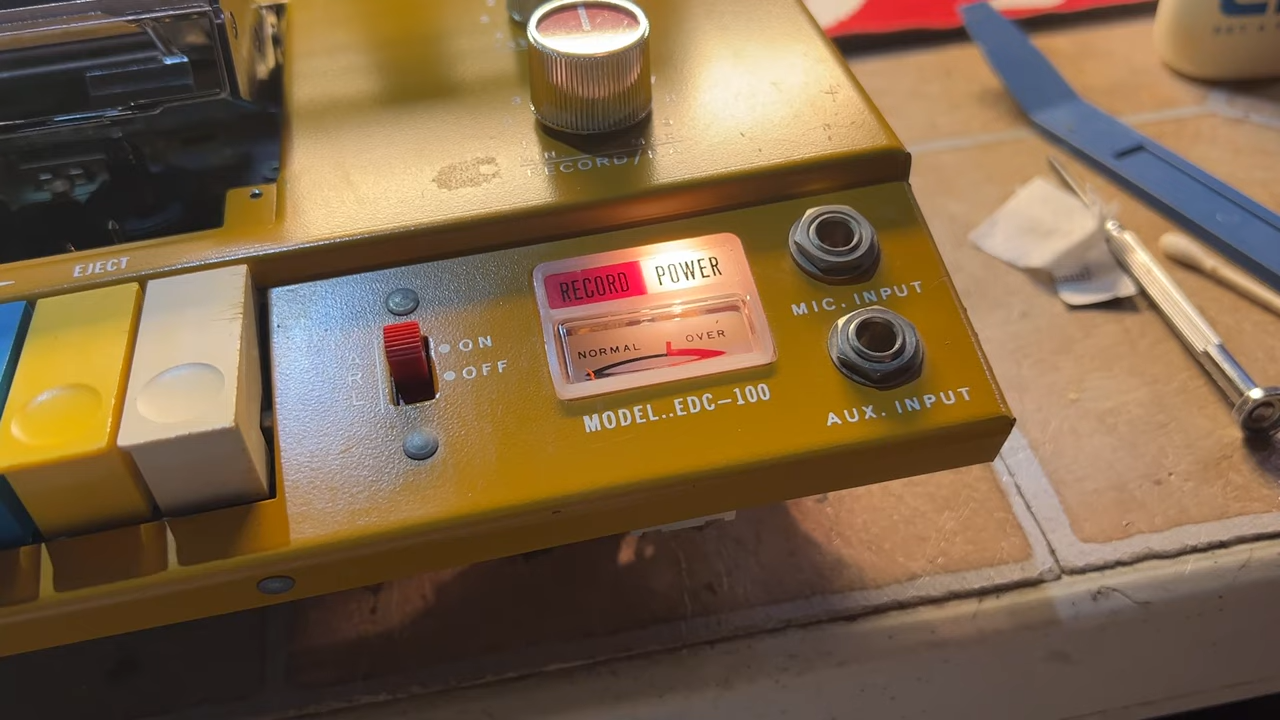 RECORD/
EJECT
RECORD POWER
NORMAL OVER
ON
OFF
R
L
MODEL..EDC-100
MIC. INPUT
AUX. INPUT